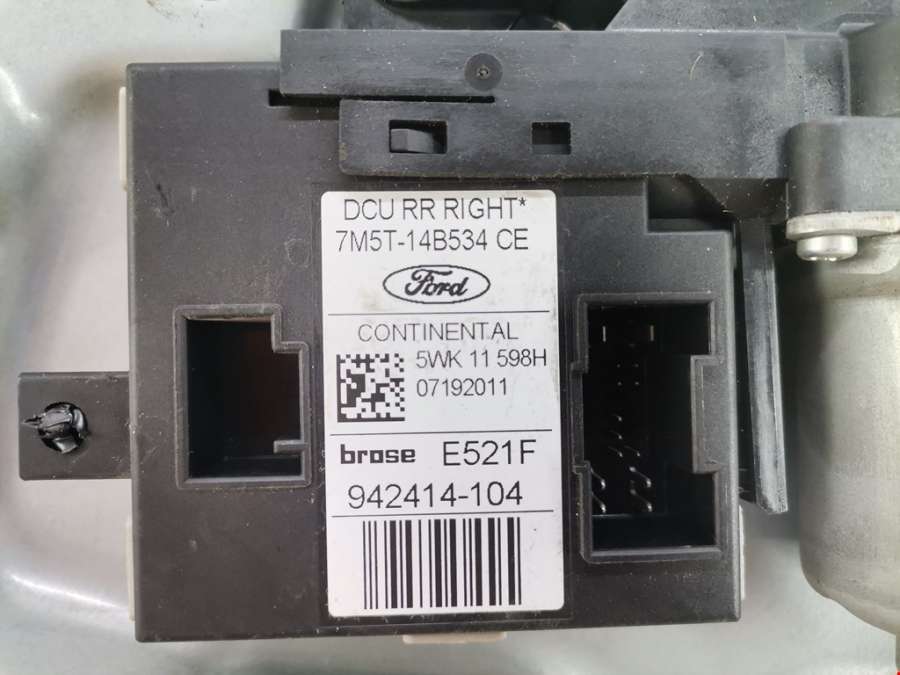 DCU RR RIGHT*
7M5T-14B534 CE
Ford
CONTINENTAL
5WK 11 598H
07192011
brose E521F
942414-104